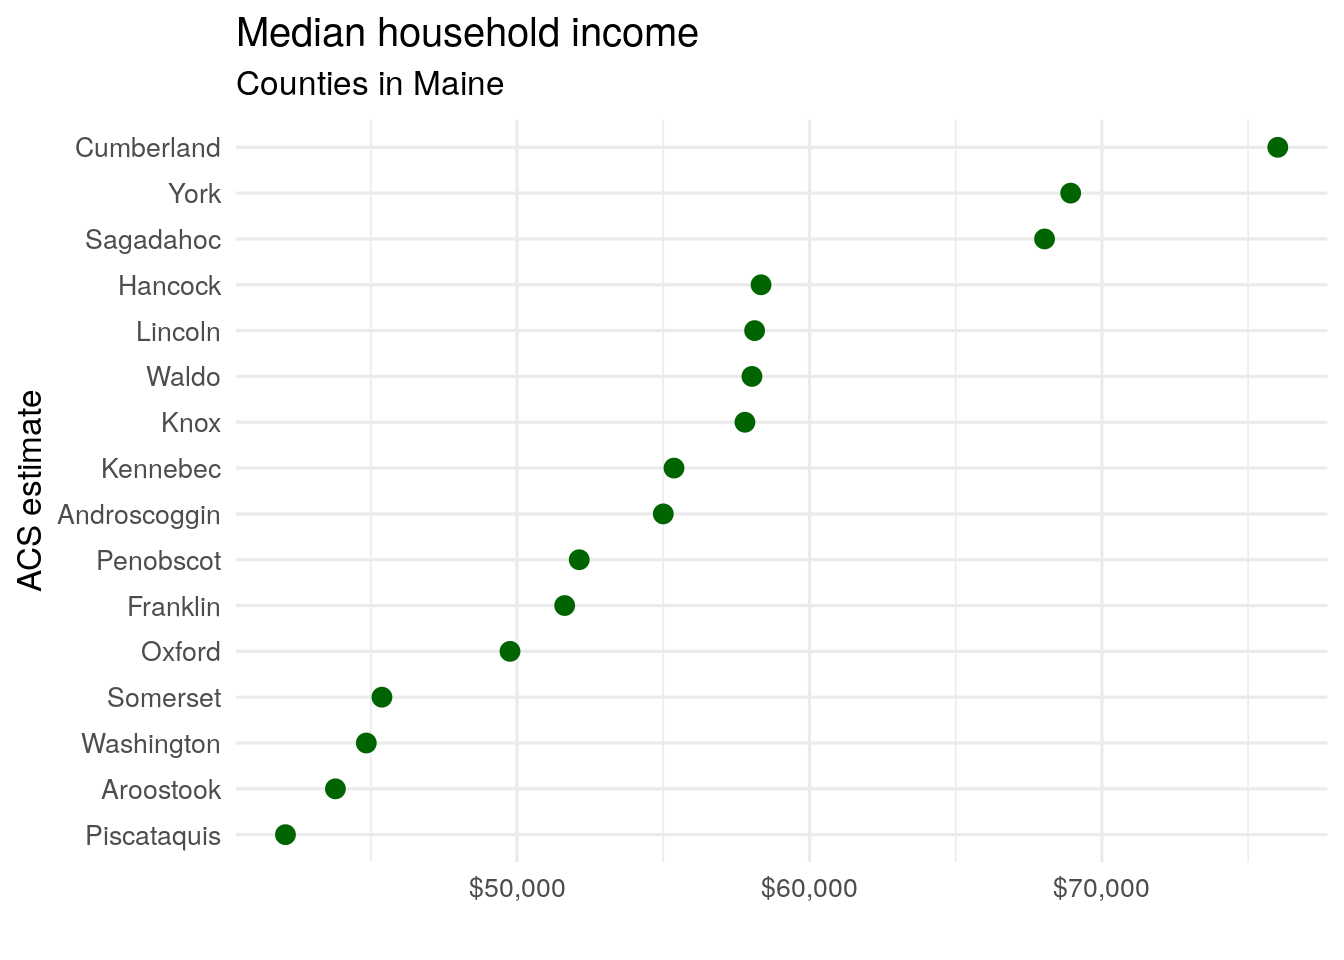 Median household income
Counties in Maine
ACS estimate
Cumberland
York
Sagadahoc
Hancock
Lincoln
Waldo
Knox
Kennebec
Androscoggin
Penobscot
Franklin
Oxford
Somerset
Washington
Aroostook
Piscataquis
$50,000 $60,000 $70,000